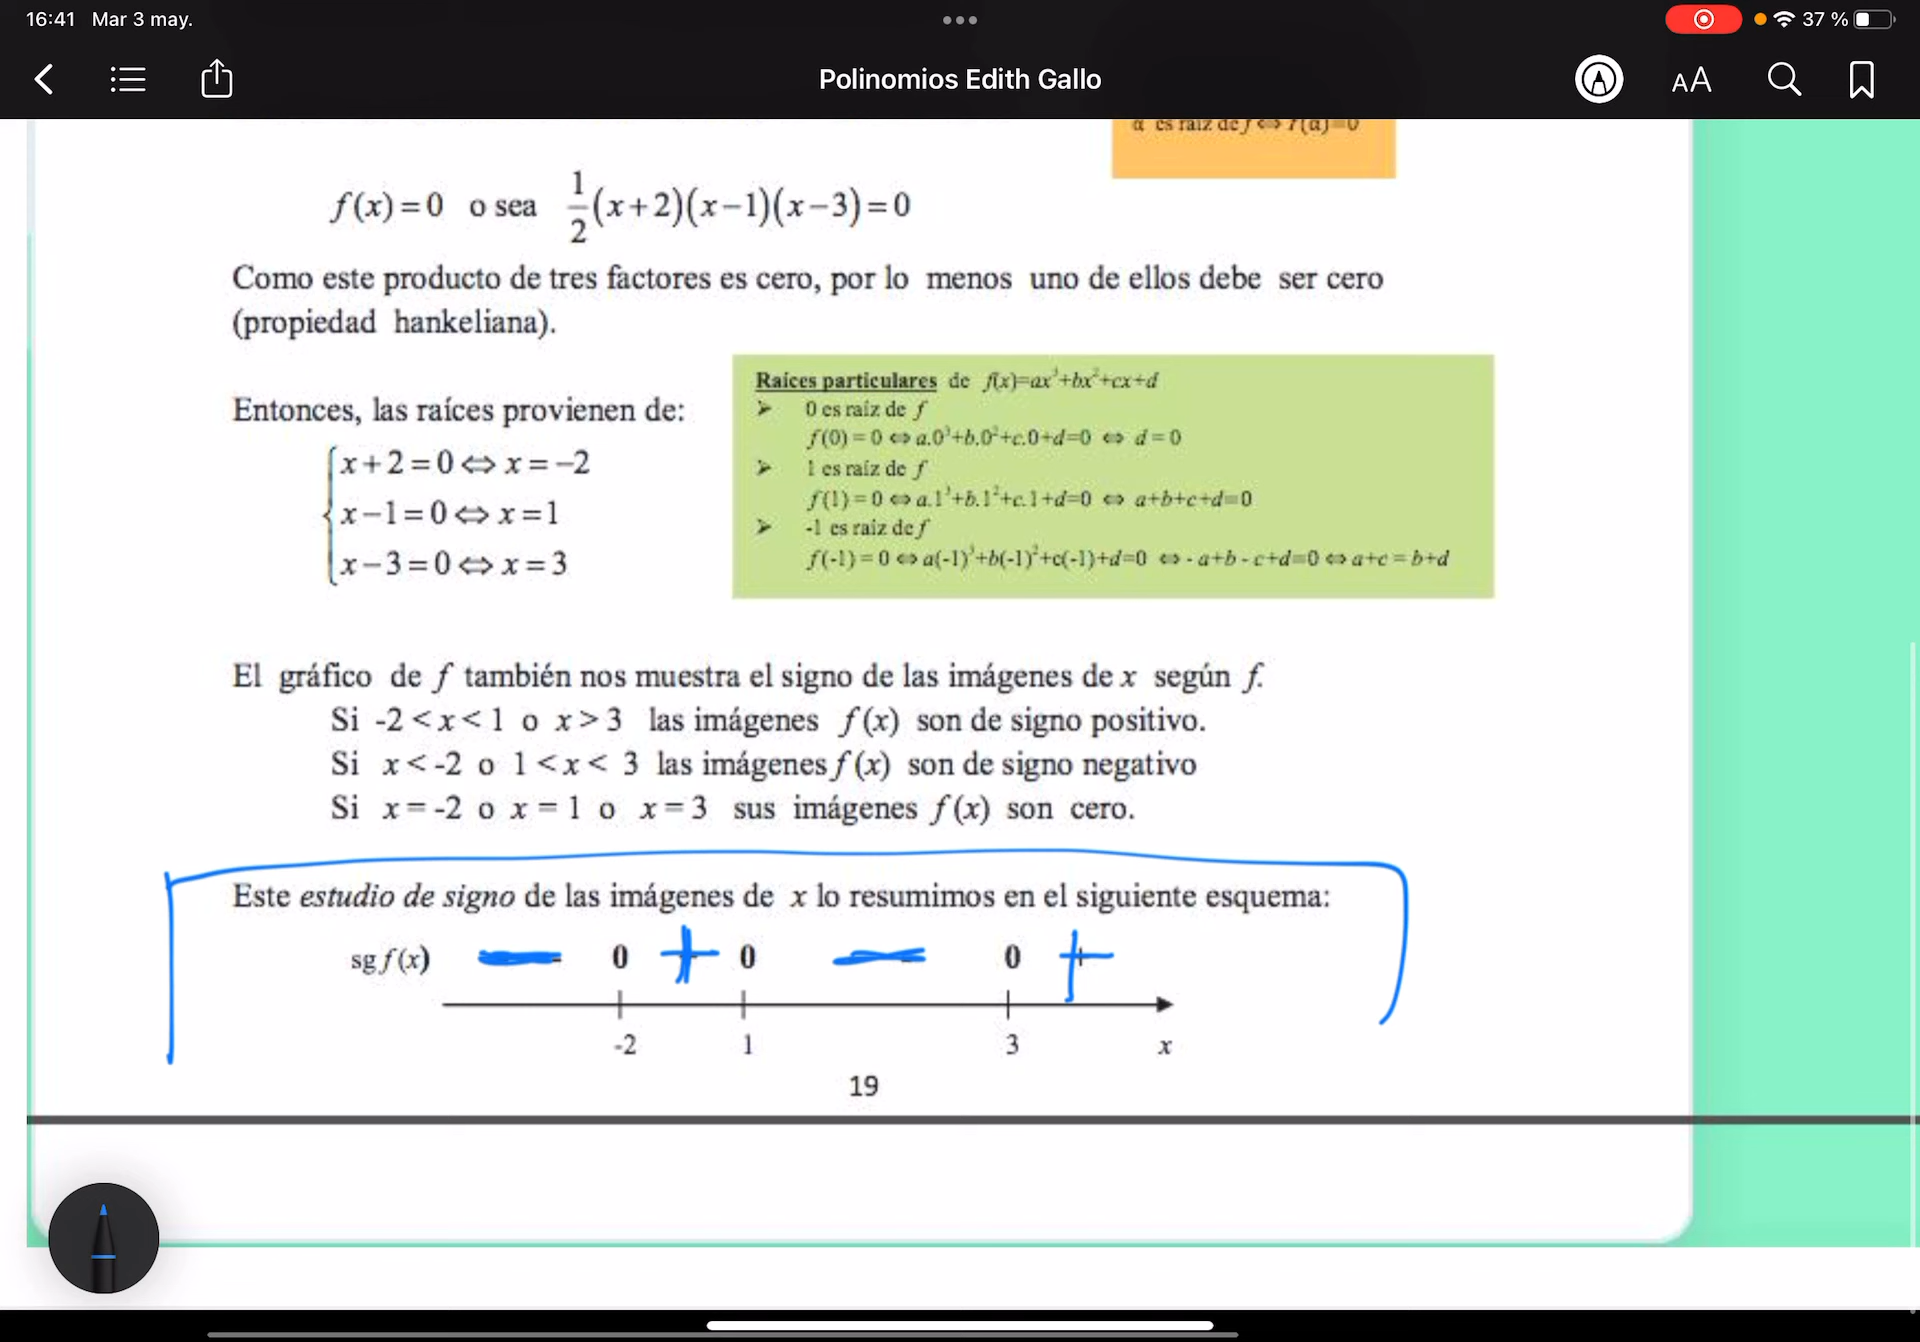 16:41 Mar 3 may.
37 %
Polinomios Edith Gallo
AA
α es raíz de f ⇔ f(α)=0
f(x)=0 o sea 1/2(x+2)(x−1)(x−3)=0
Como este producto de tres factores es cero, por lo menos uno de ellos debe ser cero
(propiedad hankeliana).
Entonces, las raíces provienen de:
x+2=0⇔x=−2
x−1=0⇔x=1
x−3=0⇔x=3
Raíces particulares de f(x)=ax³+bx²+cx+d
➢ 0 es raíz de f
f(0)=0 ⇔ a.0³+b.0²+c.0+d=0 ⇔ d=0
➢ 1 es raíz de f
f(1)=0 ⇔ a.1³+b.1²+c.1+d=0 ⇔ a+b+c+d=0
➢ -1 es raíz de f
f(-1)=0 ⇔ a(-1)³+b(-1)²+c(-1)+d=0 ⇔ - a+b - c+d=0 ⇔ a+c = b+d
El gráfico de f también nos muestra el signo de las imágenes de x según f.
Si -2<x<1 o x>3 las imágenes f(x) son de signo positivo.
Si x<-2 o 1<x< 3 las imágenes f(x) son de signo negativo
Si x=-2 o x=1 o x=3 sus imágenes f(x) son cero.
Este estudio de signo de las imágenes de x lo resumimos en el siguiente esquema:
sg f(x) − 0 + 0 − 0 +
-2 1 3 x
19